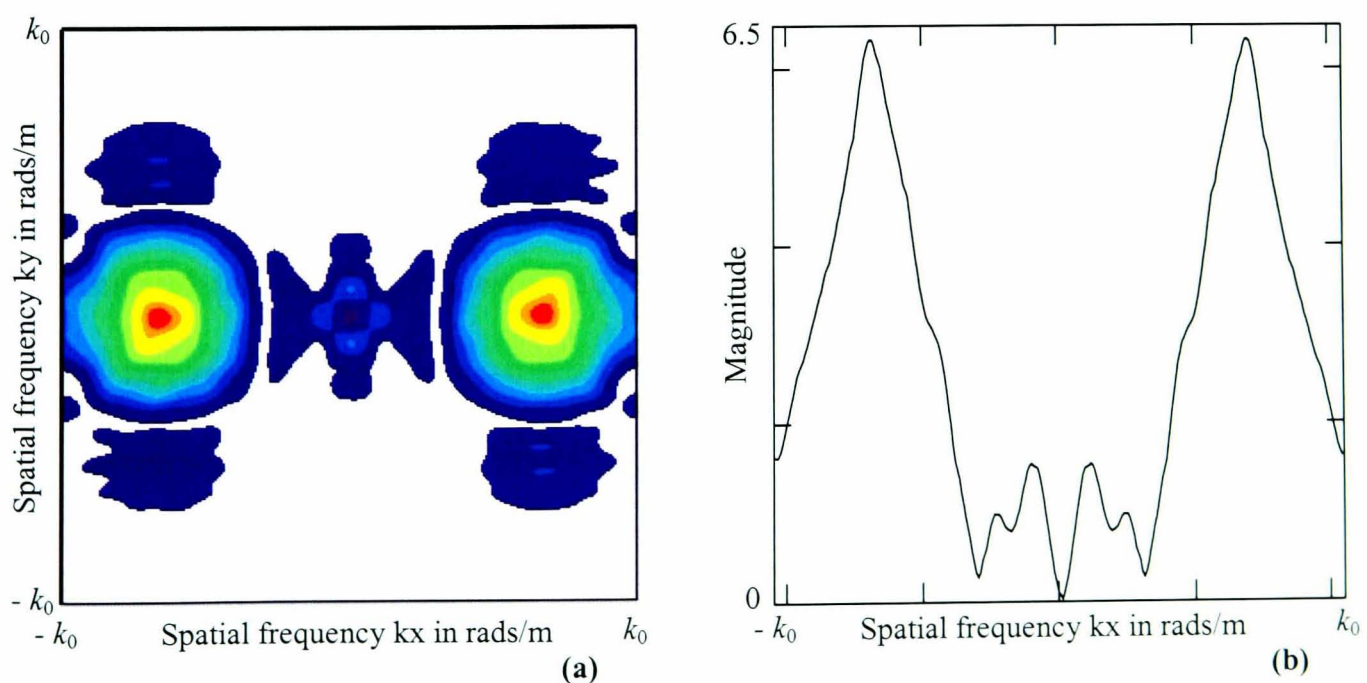 k₀
Spatial frequency ky in rads/m
- k₀
- k₀
Spatial frequency kx in rads/m
k₀
(a)
6.5
Magnitude
0
- k₀
Spatial frequency kx in rads/m
k₀
(b)